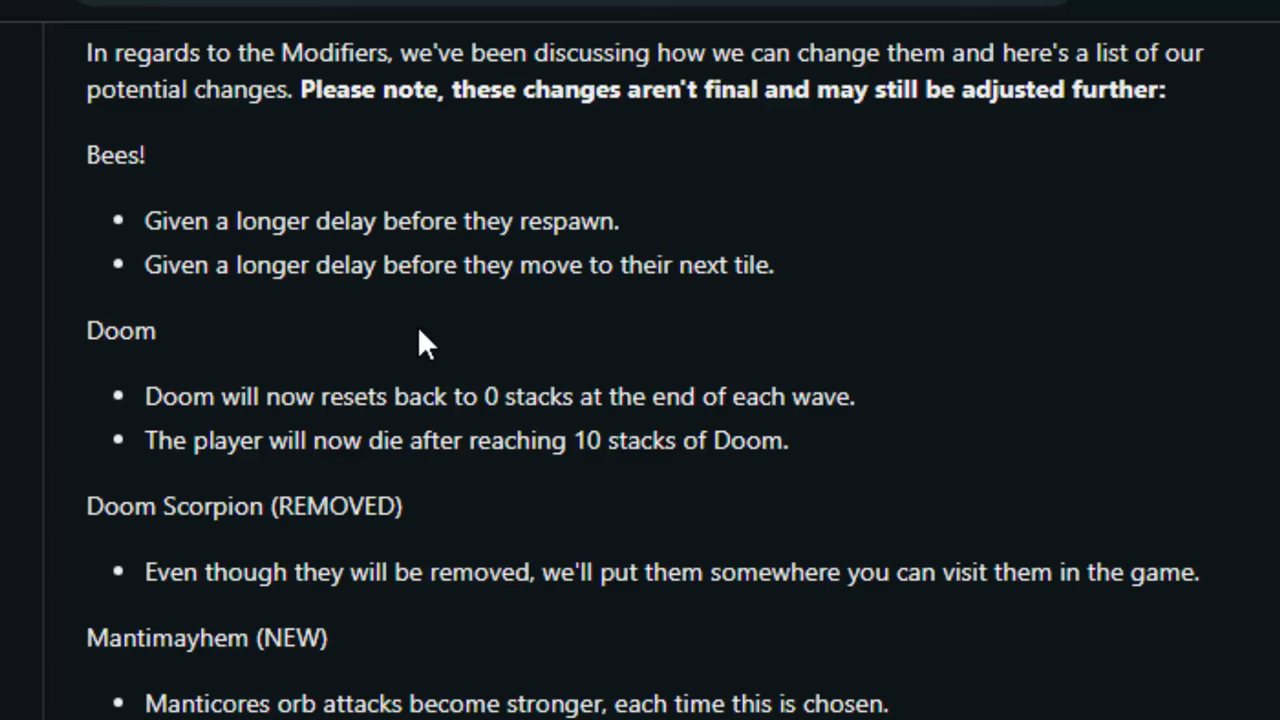 In regards to the Modifiers, we've been discussing how we can change them and here's a list of our
potential changes. Please note, these changes aren't final and may still be adjusted further:
Bees!
• Given a longer delay before they respawn.
• Given a longer delay before they move to their next tile.
Doom
• Doom will now resets back to 0 stacks at the end of each wave.
• The player will now die after reaching 10 stacks of Doom.
Doom Scorpion (REMOVED)
• Even though they will be removed, we'll put them somewhere you can visit them in the game.
Mantimayhem (NEW)
• Manticores orb attacks become stronger, each time this is chosen.